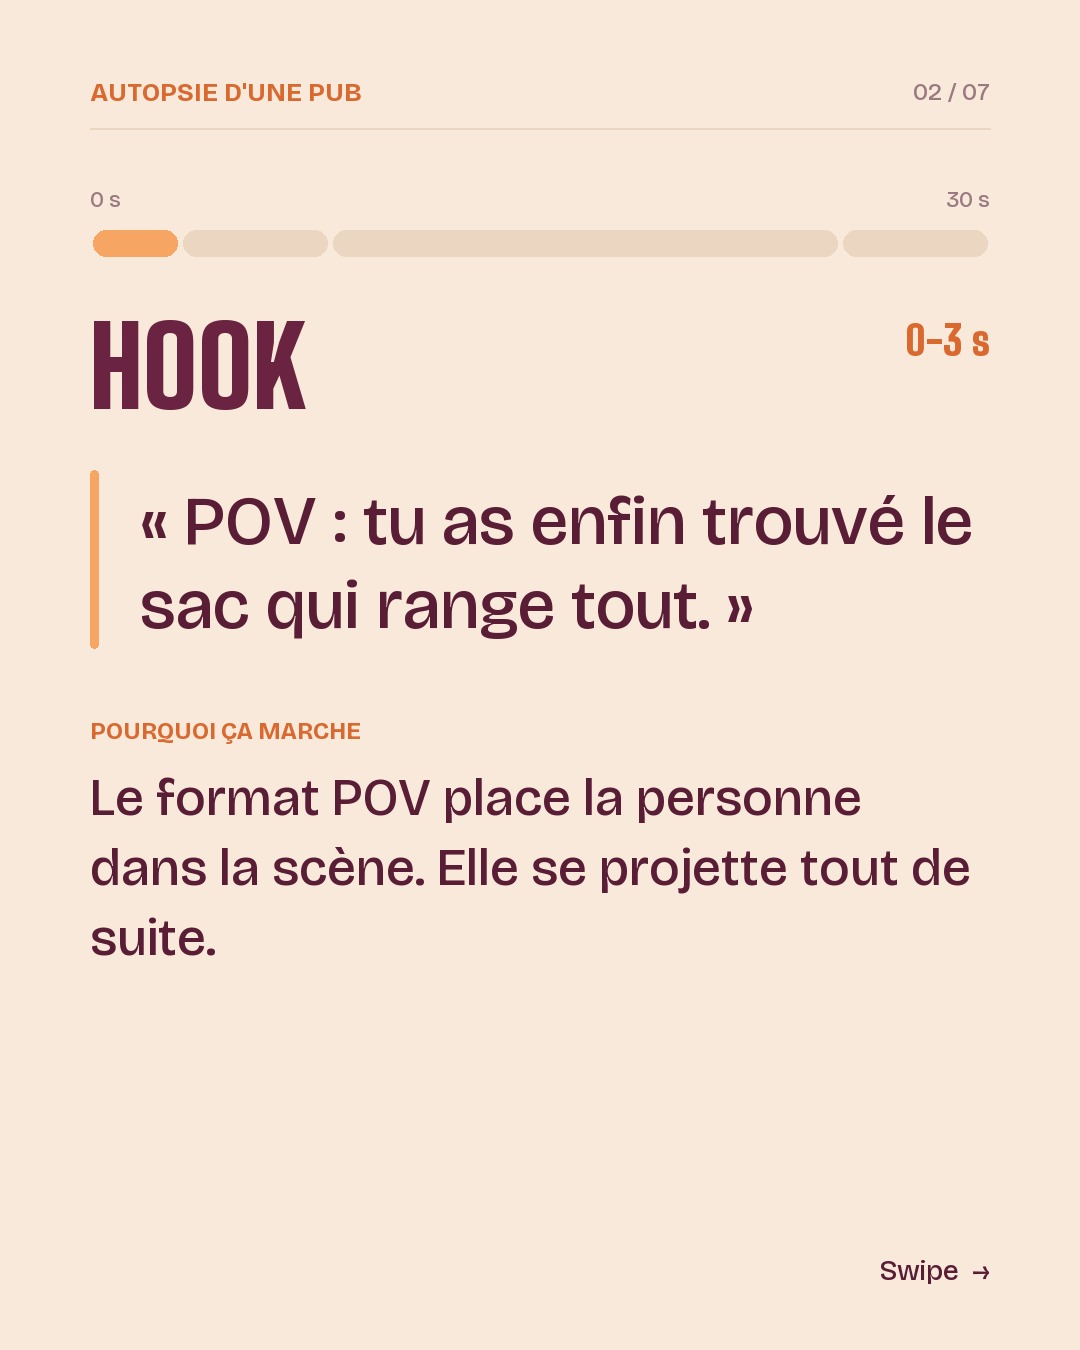 AUTOPSIE D'UNE PUB
02 / 07
0 s
30 s
HOOK
0–3 s
« POV : tu as enfin trouvé le
sac qui range tout. »
POURQUOI ÇA MARCHE
Le format POV place la personne
dans la scène. Elle se projette tout de
suite.
Swipe →